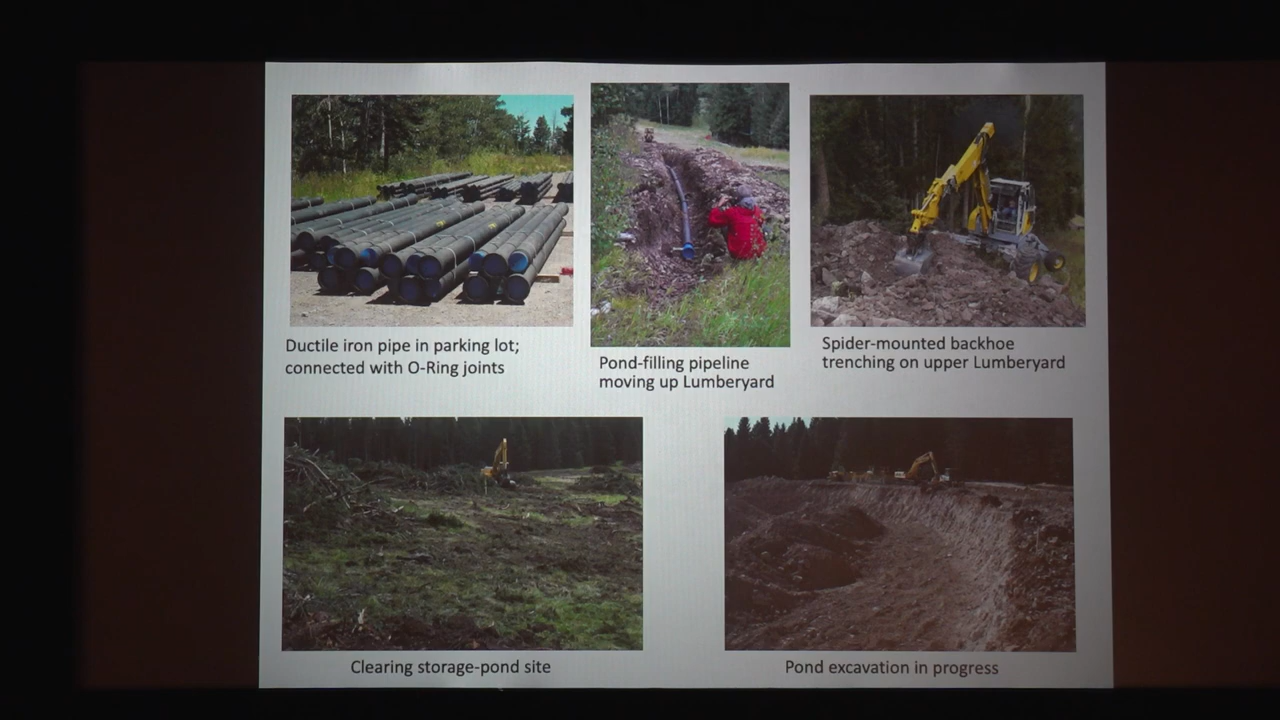 Ductile iron pipe in parking lot;
connected with O-Ring joints
Pond-filling pipeline
moving up Lumberyard
Spider-mounted backhoe
trenching on upper Lumberyard
Clearing storage-pond site
Pond excavation in progress